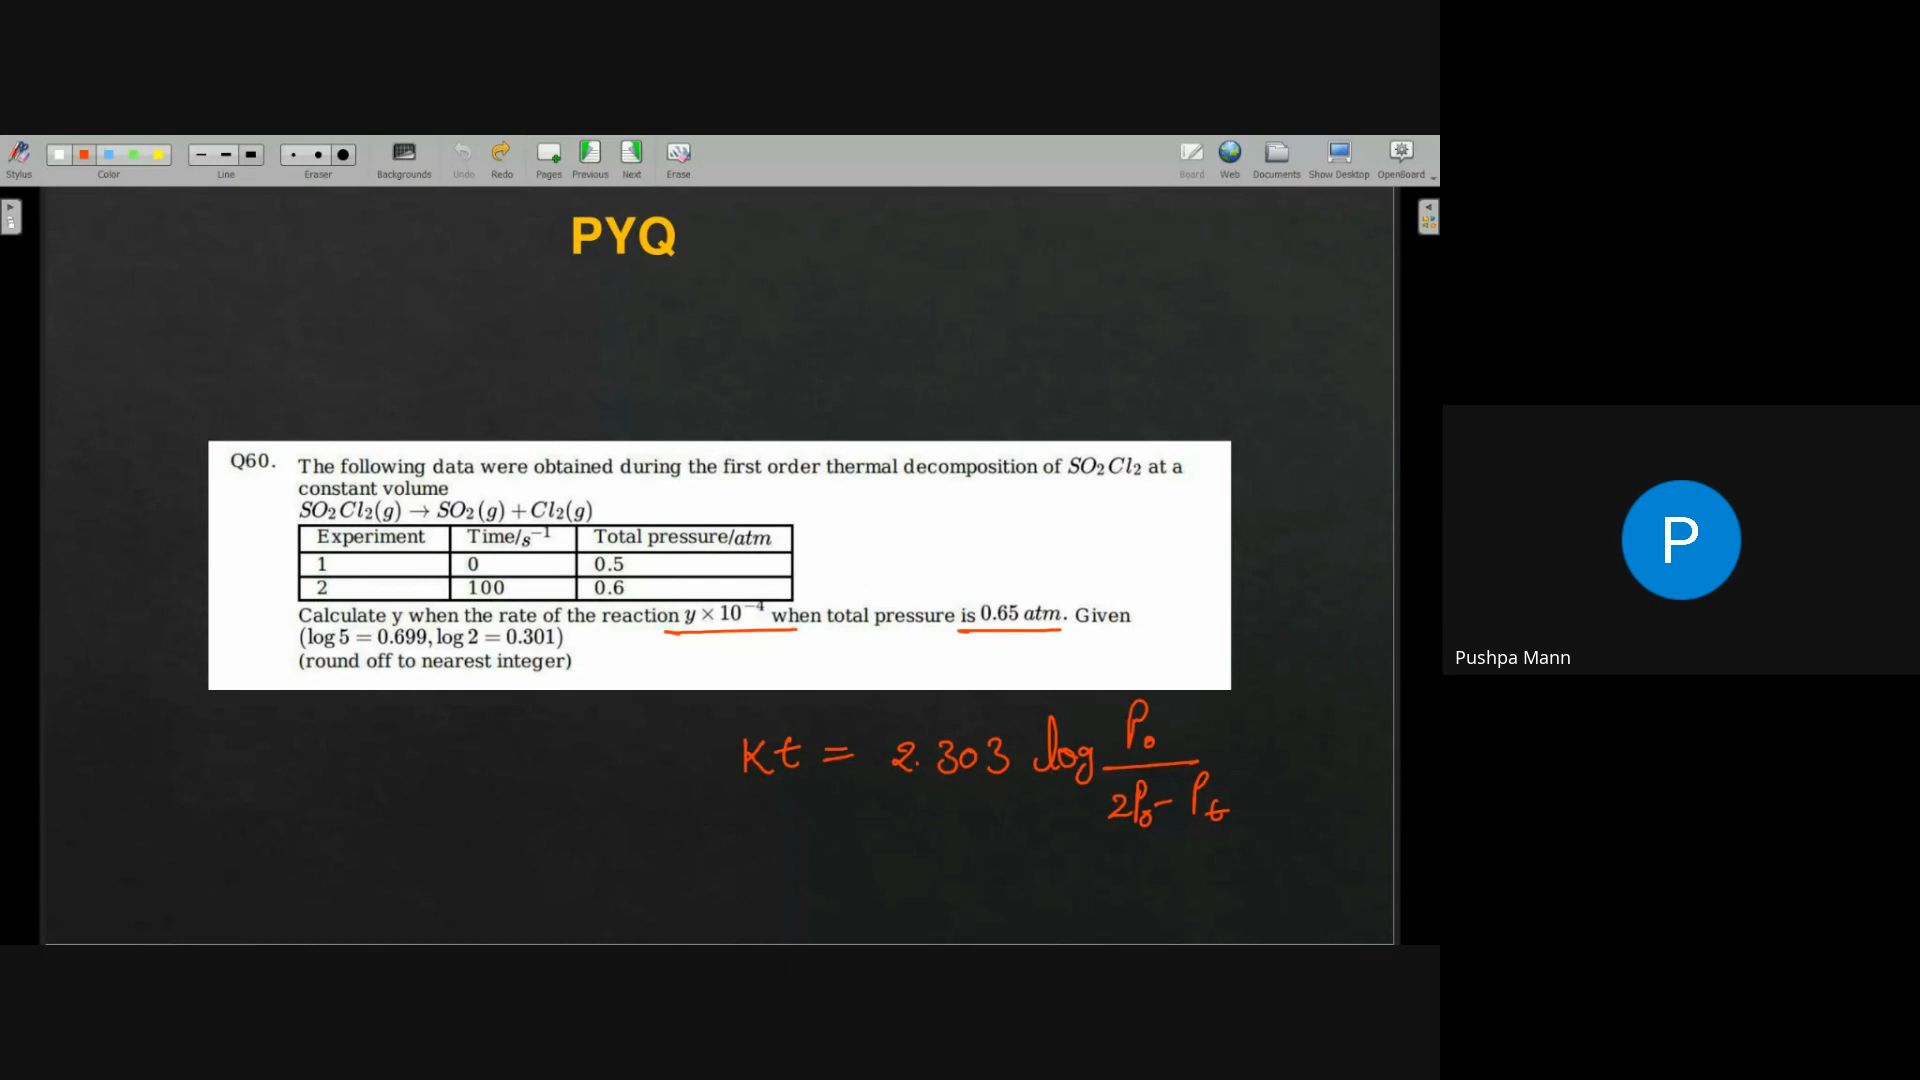 Stylus Color Line Eraser Backgrounds Undo Redo Pages Previous Next Erase Board Web Documents Show Desktop OpenBoard
PYQ
Q60. The following data were obtained during the first order thermal decomposition of SO₂Cl₂ at a
constant volume
SO₂Cl₂(g) → SO₂(g) + Cl₂(g)
Experiment Time/s⁻¹ Total pressure/atm
1 0 0.5
2 100 0.6
Calculate y when the rate of the reaction y × 10⁻⁴ when total pressure is 0.65 atm. Given
(log 5 = 0.699, log 2 = 0.301)
(round off to nearest integer)
Kt = 2.303 log P₀ / 2P₀ - Pt
P
Pushpa Mann